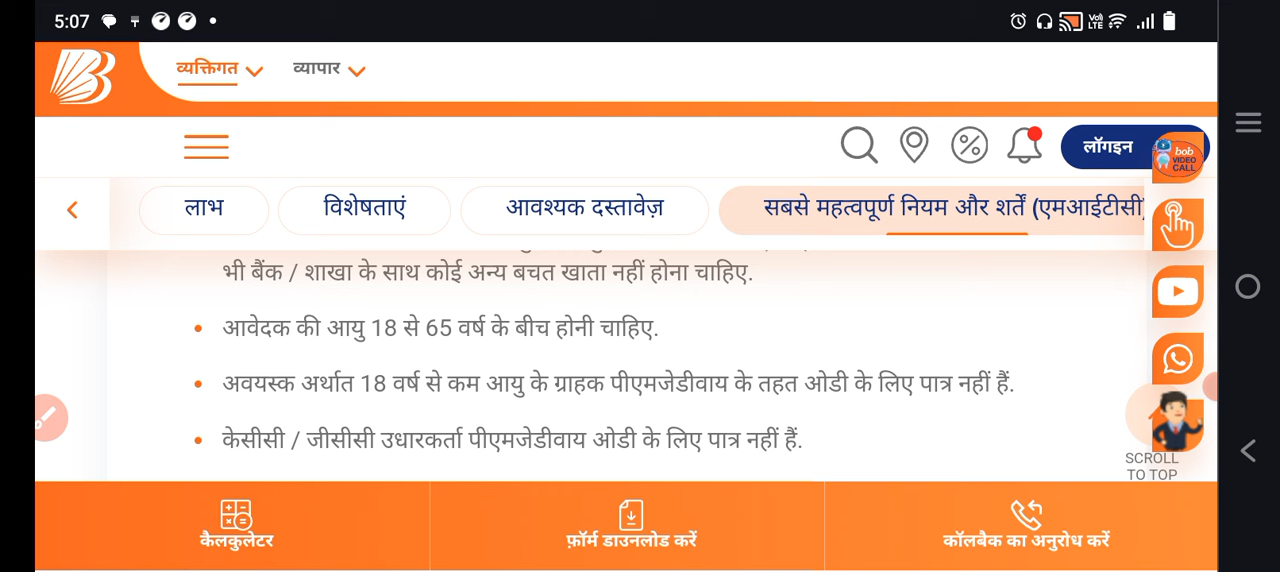 5:07
VoI)
LTE
व्यक्तिगत
व्यापार
लॉगइन
bob
VIDEO
CALL
लाभ
विशेषताएं
आवश्यक दस्तावेज़
सबसे महत्वपूर्ण नियम और शर्तें (एमआईटीसी)
भी बैंक / शाखा के साथ कोई अन्य बचत खाता नहीं होना चाहिए.
• आवेदक की आयु 18 से 65 वर्ष के बीच होनी चाहिए.
• अवयस्क अर्थात 18 वर्ष से कम आयु के ग्राहक पीएमजेडीवाय के तहत ओडी के लिए पात्र नहीं हैं.
• केसीसी / जीसीसी उधारकर्ता पीएमजेडीवाय ओडी के लिए पात्र नहीं हैं.
SCROLL
TO TOP
कैलकुलेटर
फ़ॉर्म डाउनलोड करें
कॉलबैक का अनुरोध करें